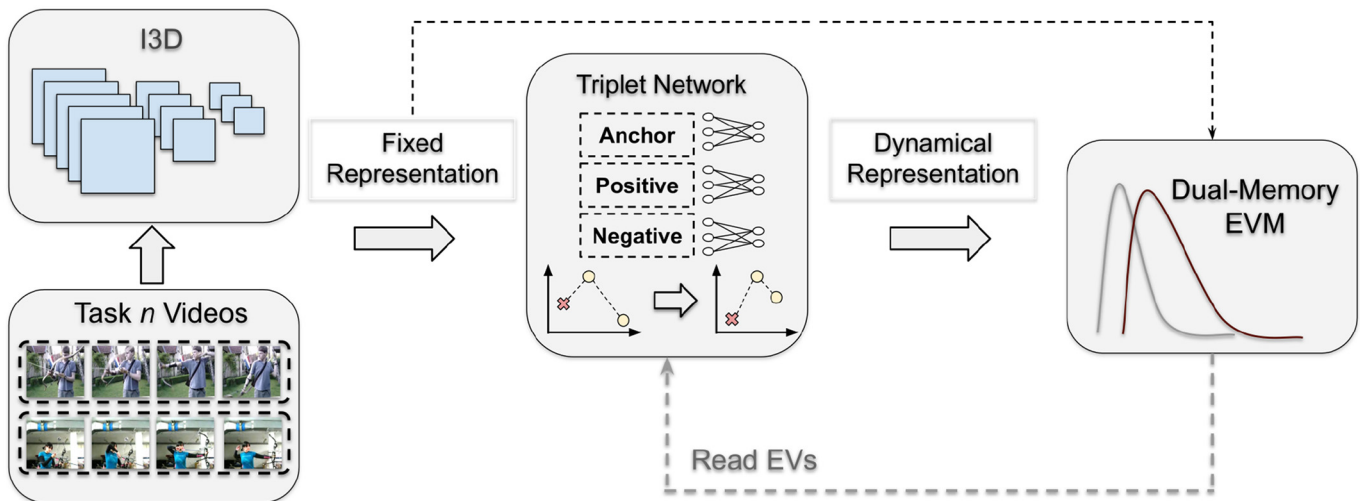 I3D
Task n Videos
Fixed
Representation
Triplet Network
Anchor
Positive
Negative
Dynamical
Representation
Dual-Memory
EVM
Read EVs